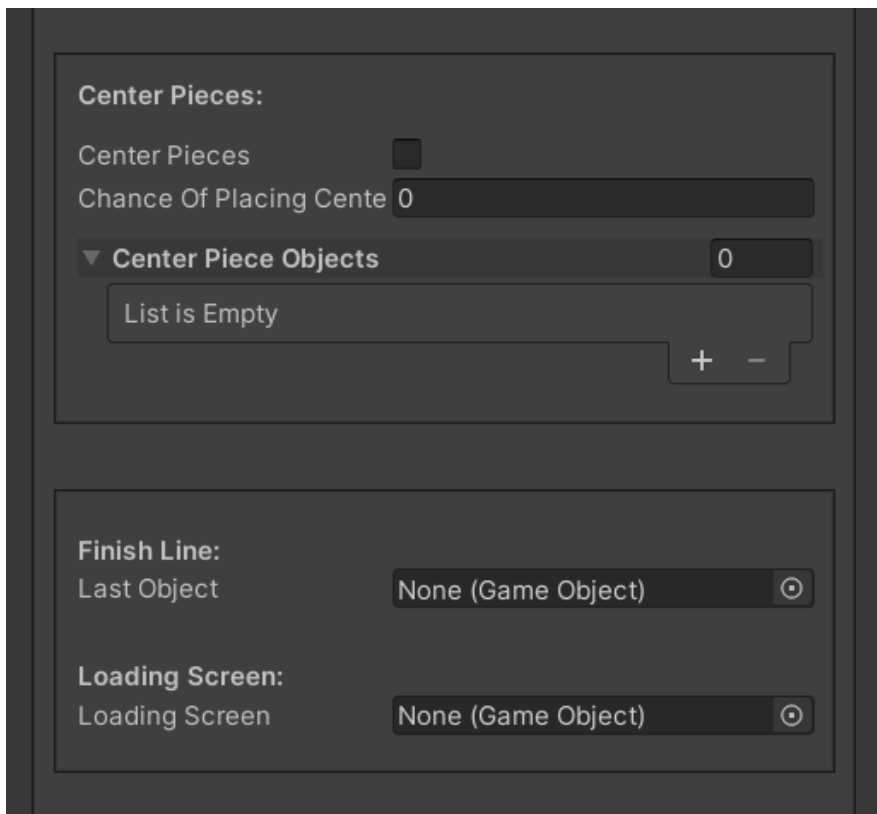 Center Pieces:
Center Pieces
Chance Of Placing Cente 0
Center Piece Objects 0
List is Empty
+ −
Finish Line:
Last Object None (Game Object)
Loading Screen:
Loading Screen None (Game Object)